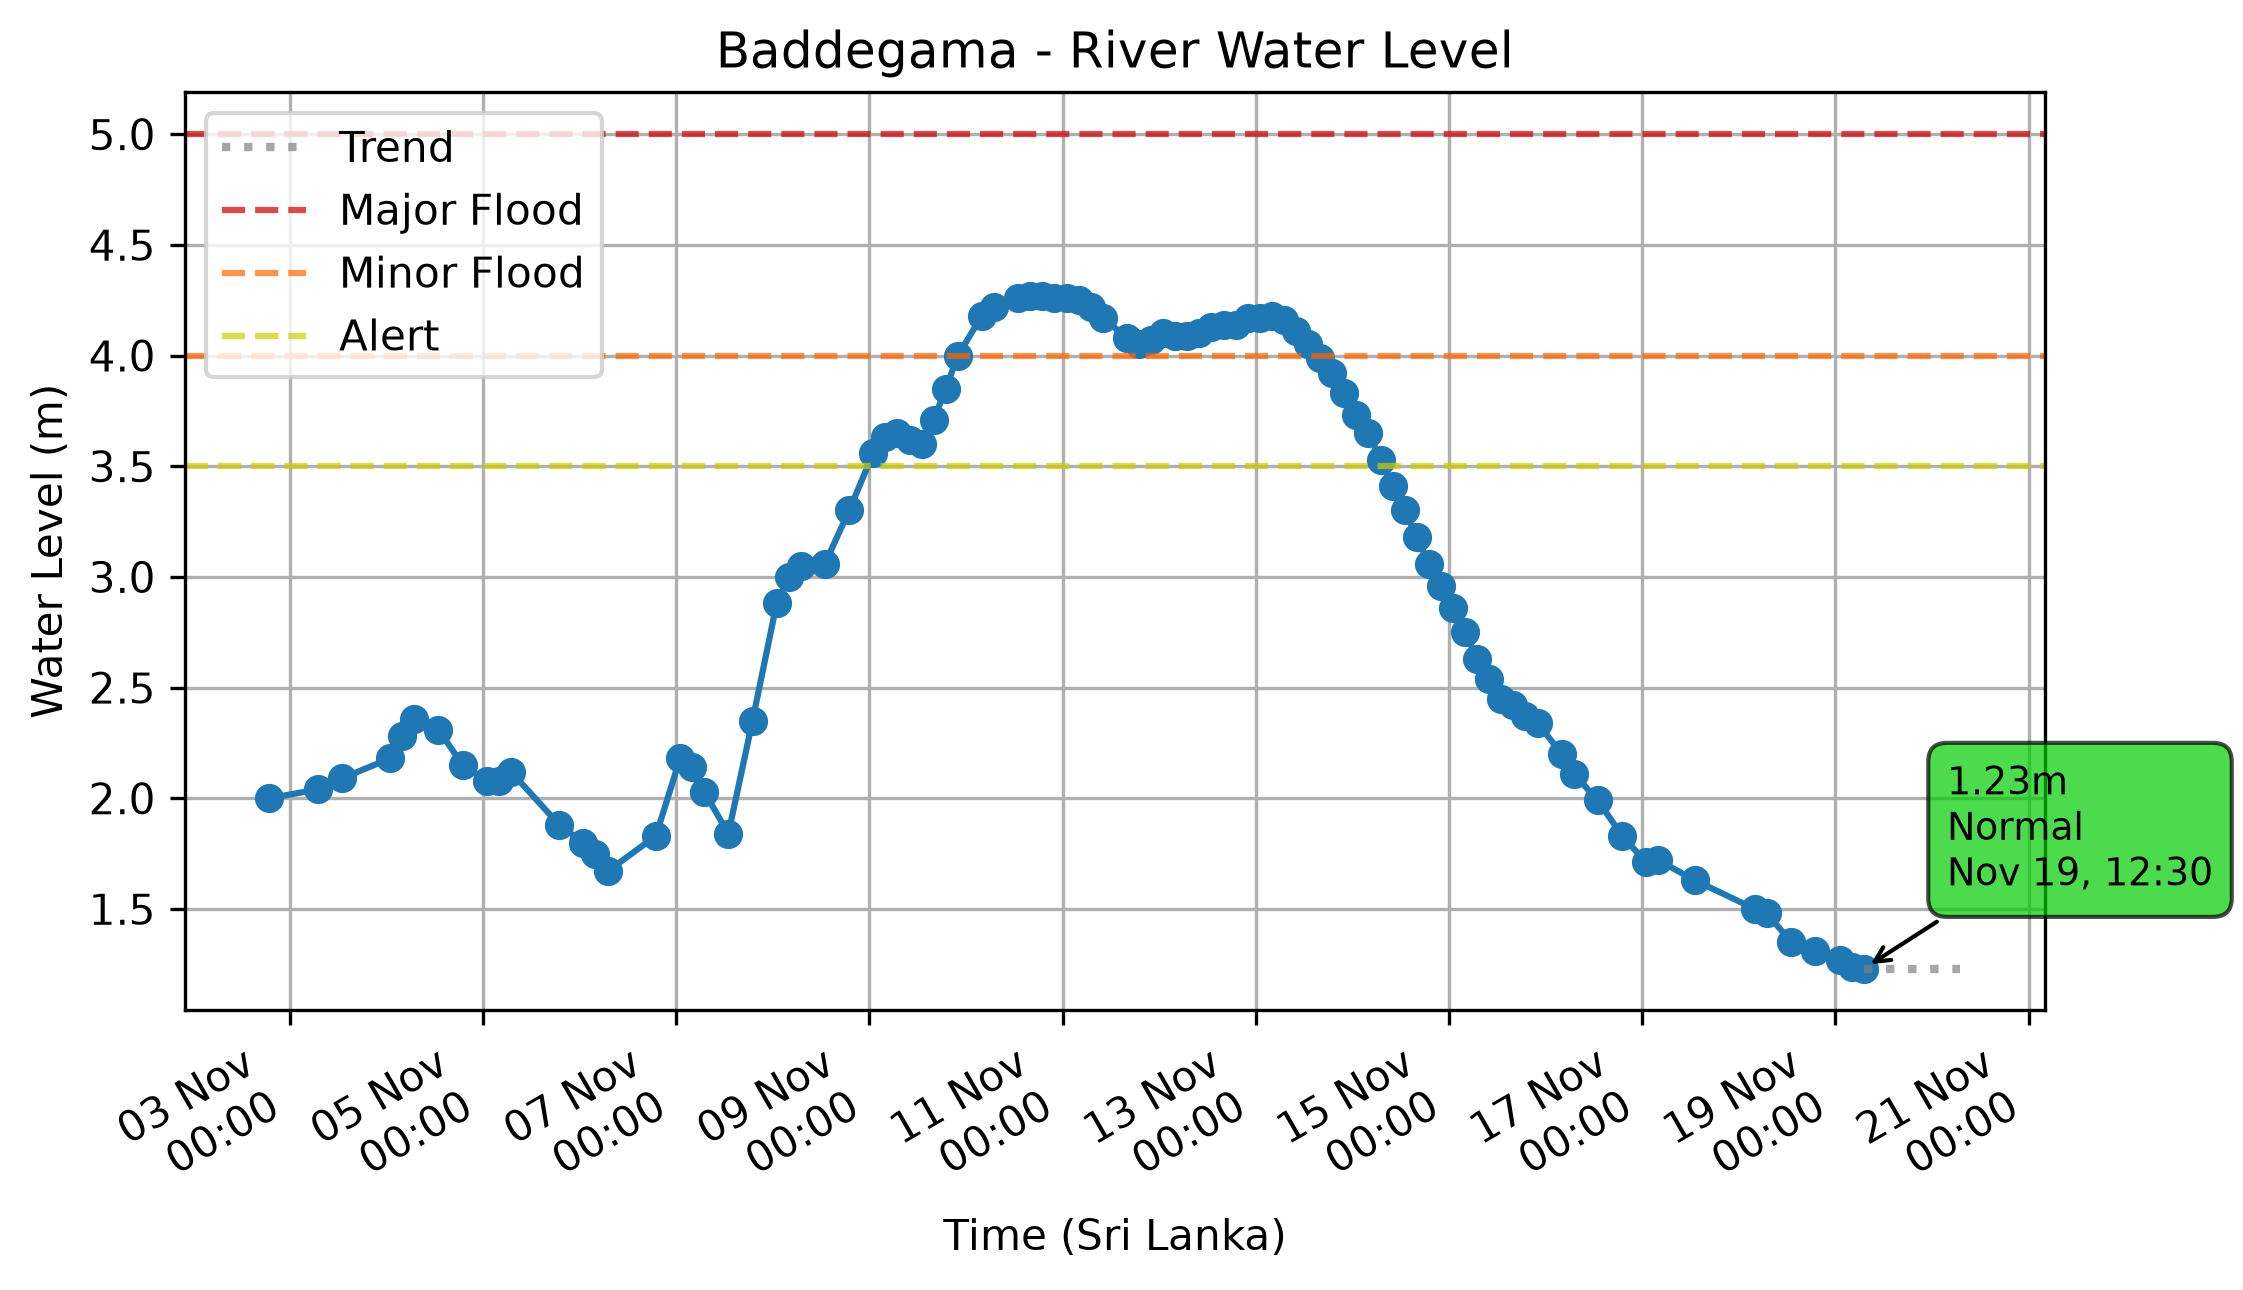 Baddegama - River Water Level
Trend
Major Flood
Minor Flood
Alert
5.0
4.5
4.0
3.5
3.0
2.5
2.0
1.5
Water Level (m)
1.23m
Normal
Nov 19, 12:30
03 Nov
00:00
05 Nov
00:00
07 Nov
00:00
09 Nov
00:00
11 Nov
00:00
13 Nov
00:00
15 Nov
00:00
17 Nov
00:00
19 Nov
00:00
21 Nov
00:00
Time (Sri Lanka)